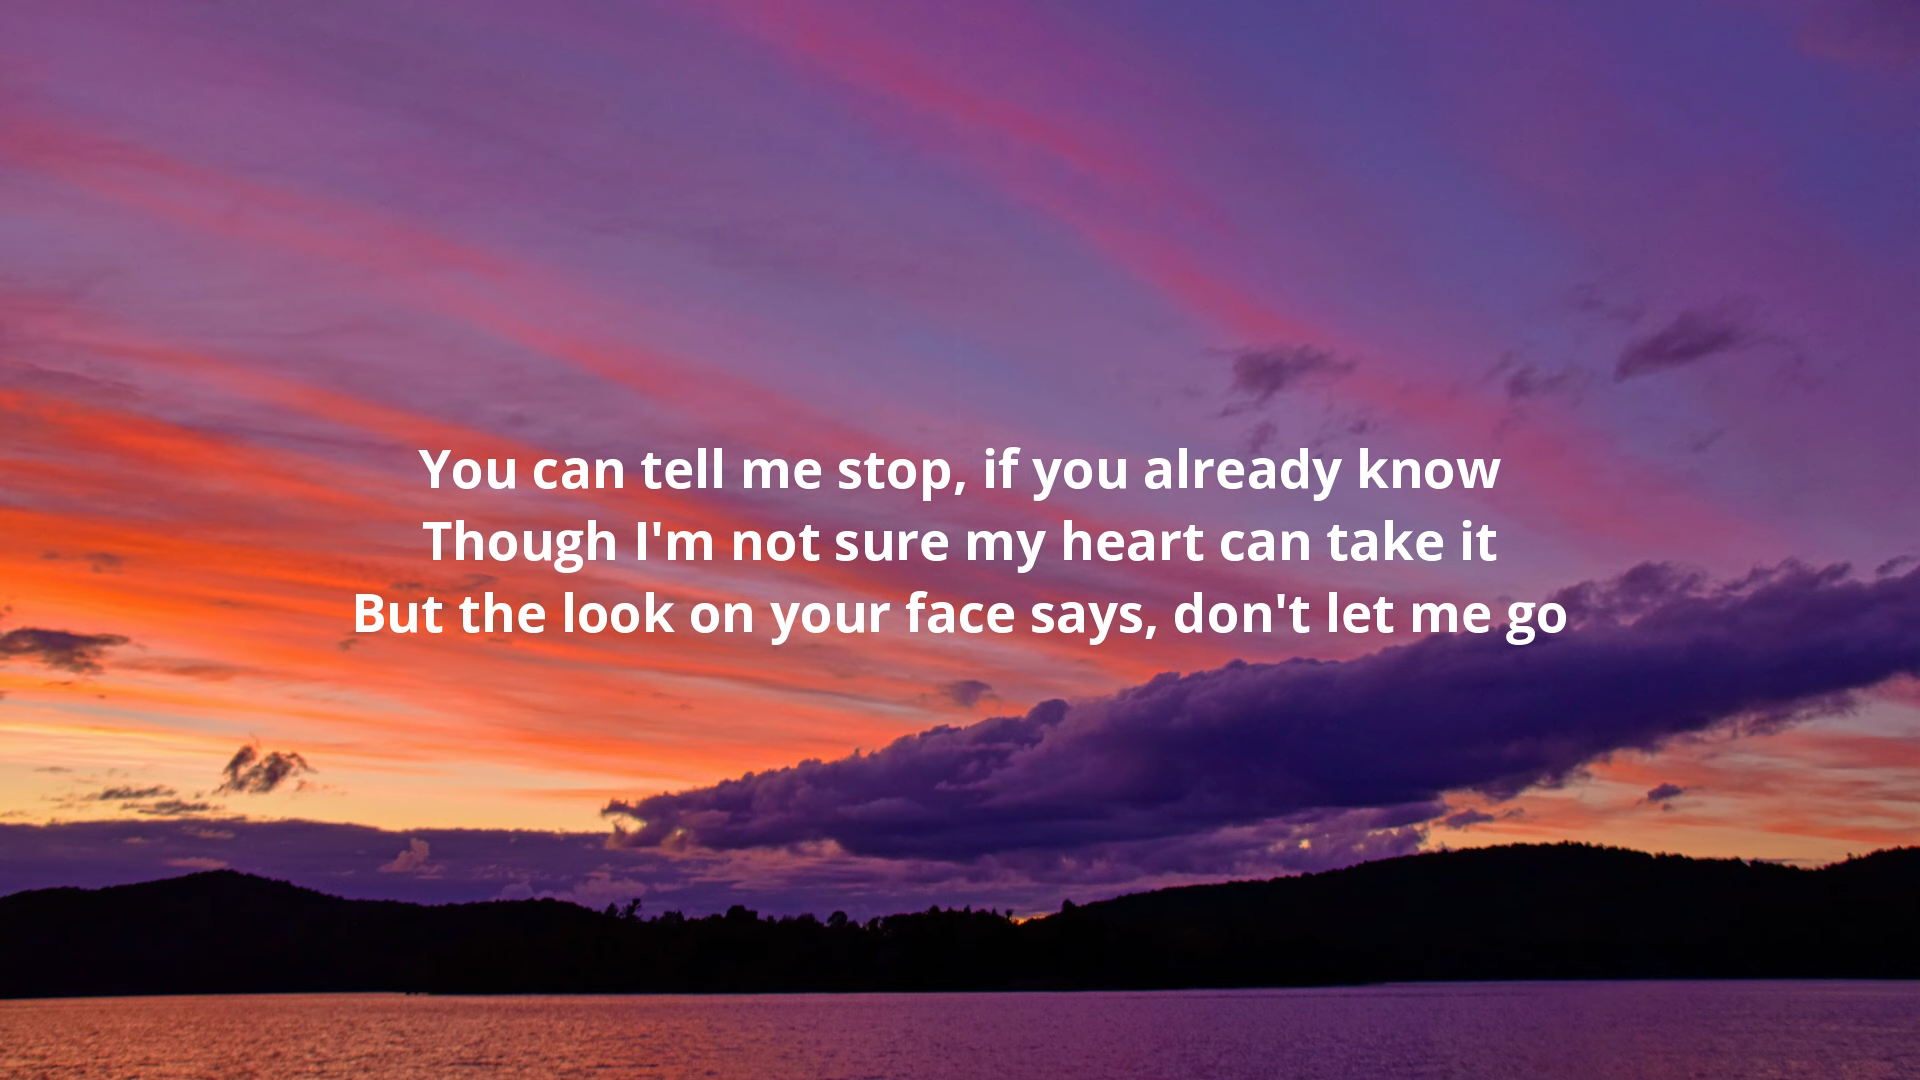 You can tell me stop, if you already know
Though I'm not sure my heart can take it
But the look on your face says, don't let me go